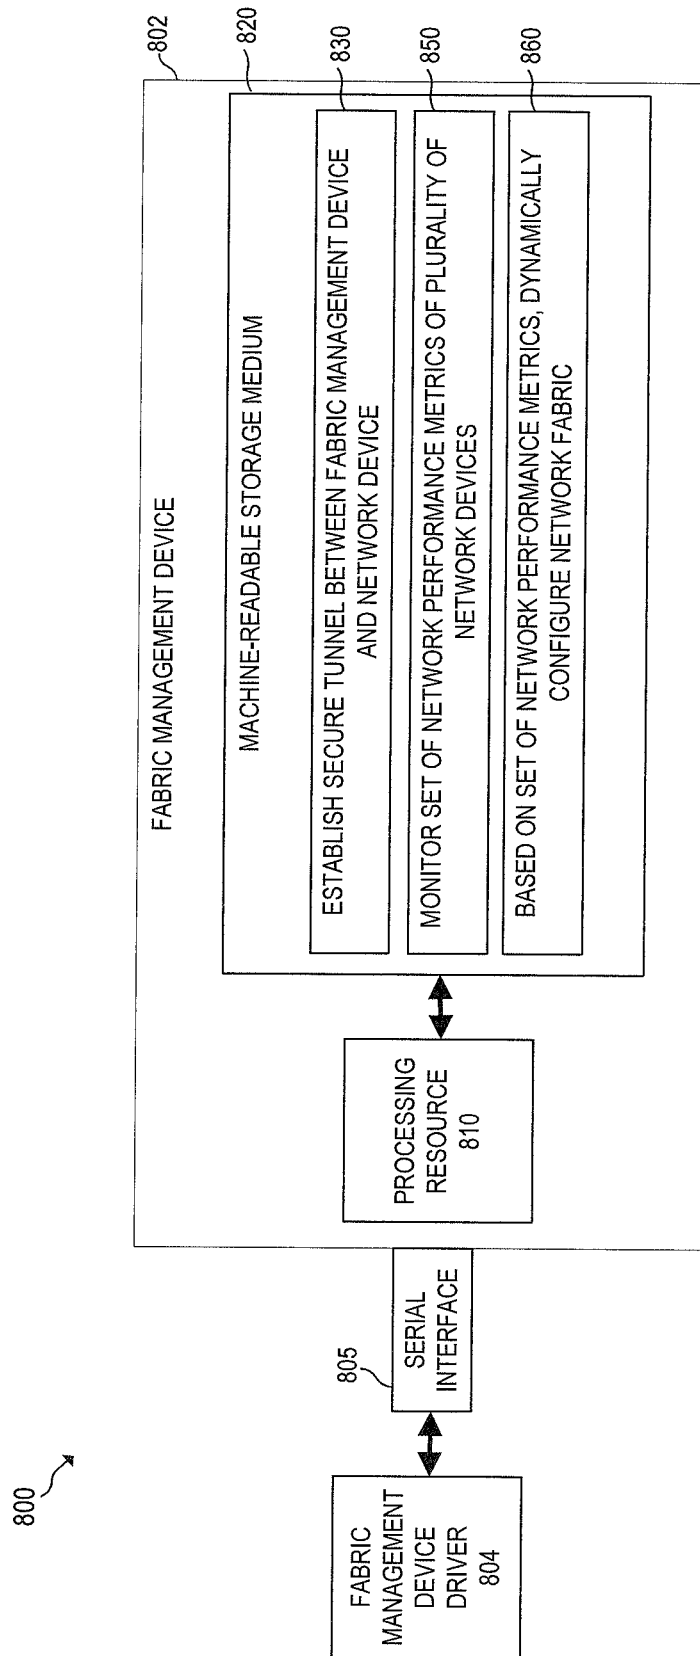 800
802
FABRIC MANAGEMENT DEVICE
820
MACHINE-READABLE STORAGE MEDIUM
830
ESTABLISH SECURE TUNNEL BETWEEN FABRIC MANAGEMENT DEVICE
AND NETWORK DEVICE
850
MONITOR SET OF NETWORK PERFORMANCE METRICS OF PLURALITY OF
NETWORK DEVICES
860
BASED ON SET OF NETWORK PERFORMANCE METRICS, DYNAMICALLY
CONFIGURE NETWORK FABRIC
PROCESSING
RESOURCE
810
805
SERIAL
INTERFACE
FABRIC
MANAGEMENT
DEVICE
DRIVER
804